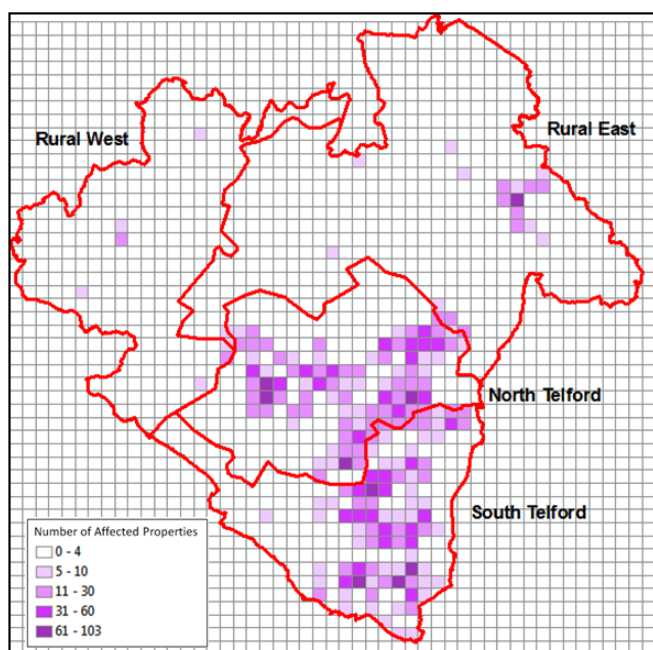 Rural West
Rural East
North Telford
South Telford
Number of Affected Properties
0 - 4
5 - 10
11 - 30
31 - 60
61 - 103